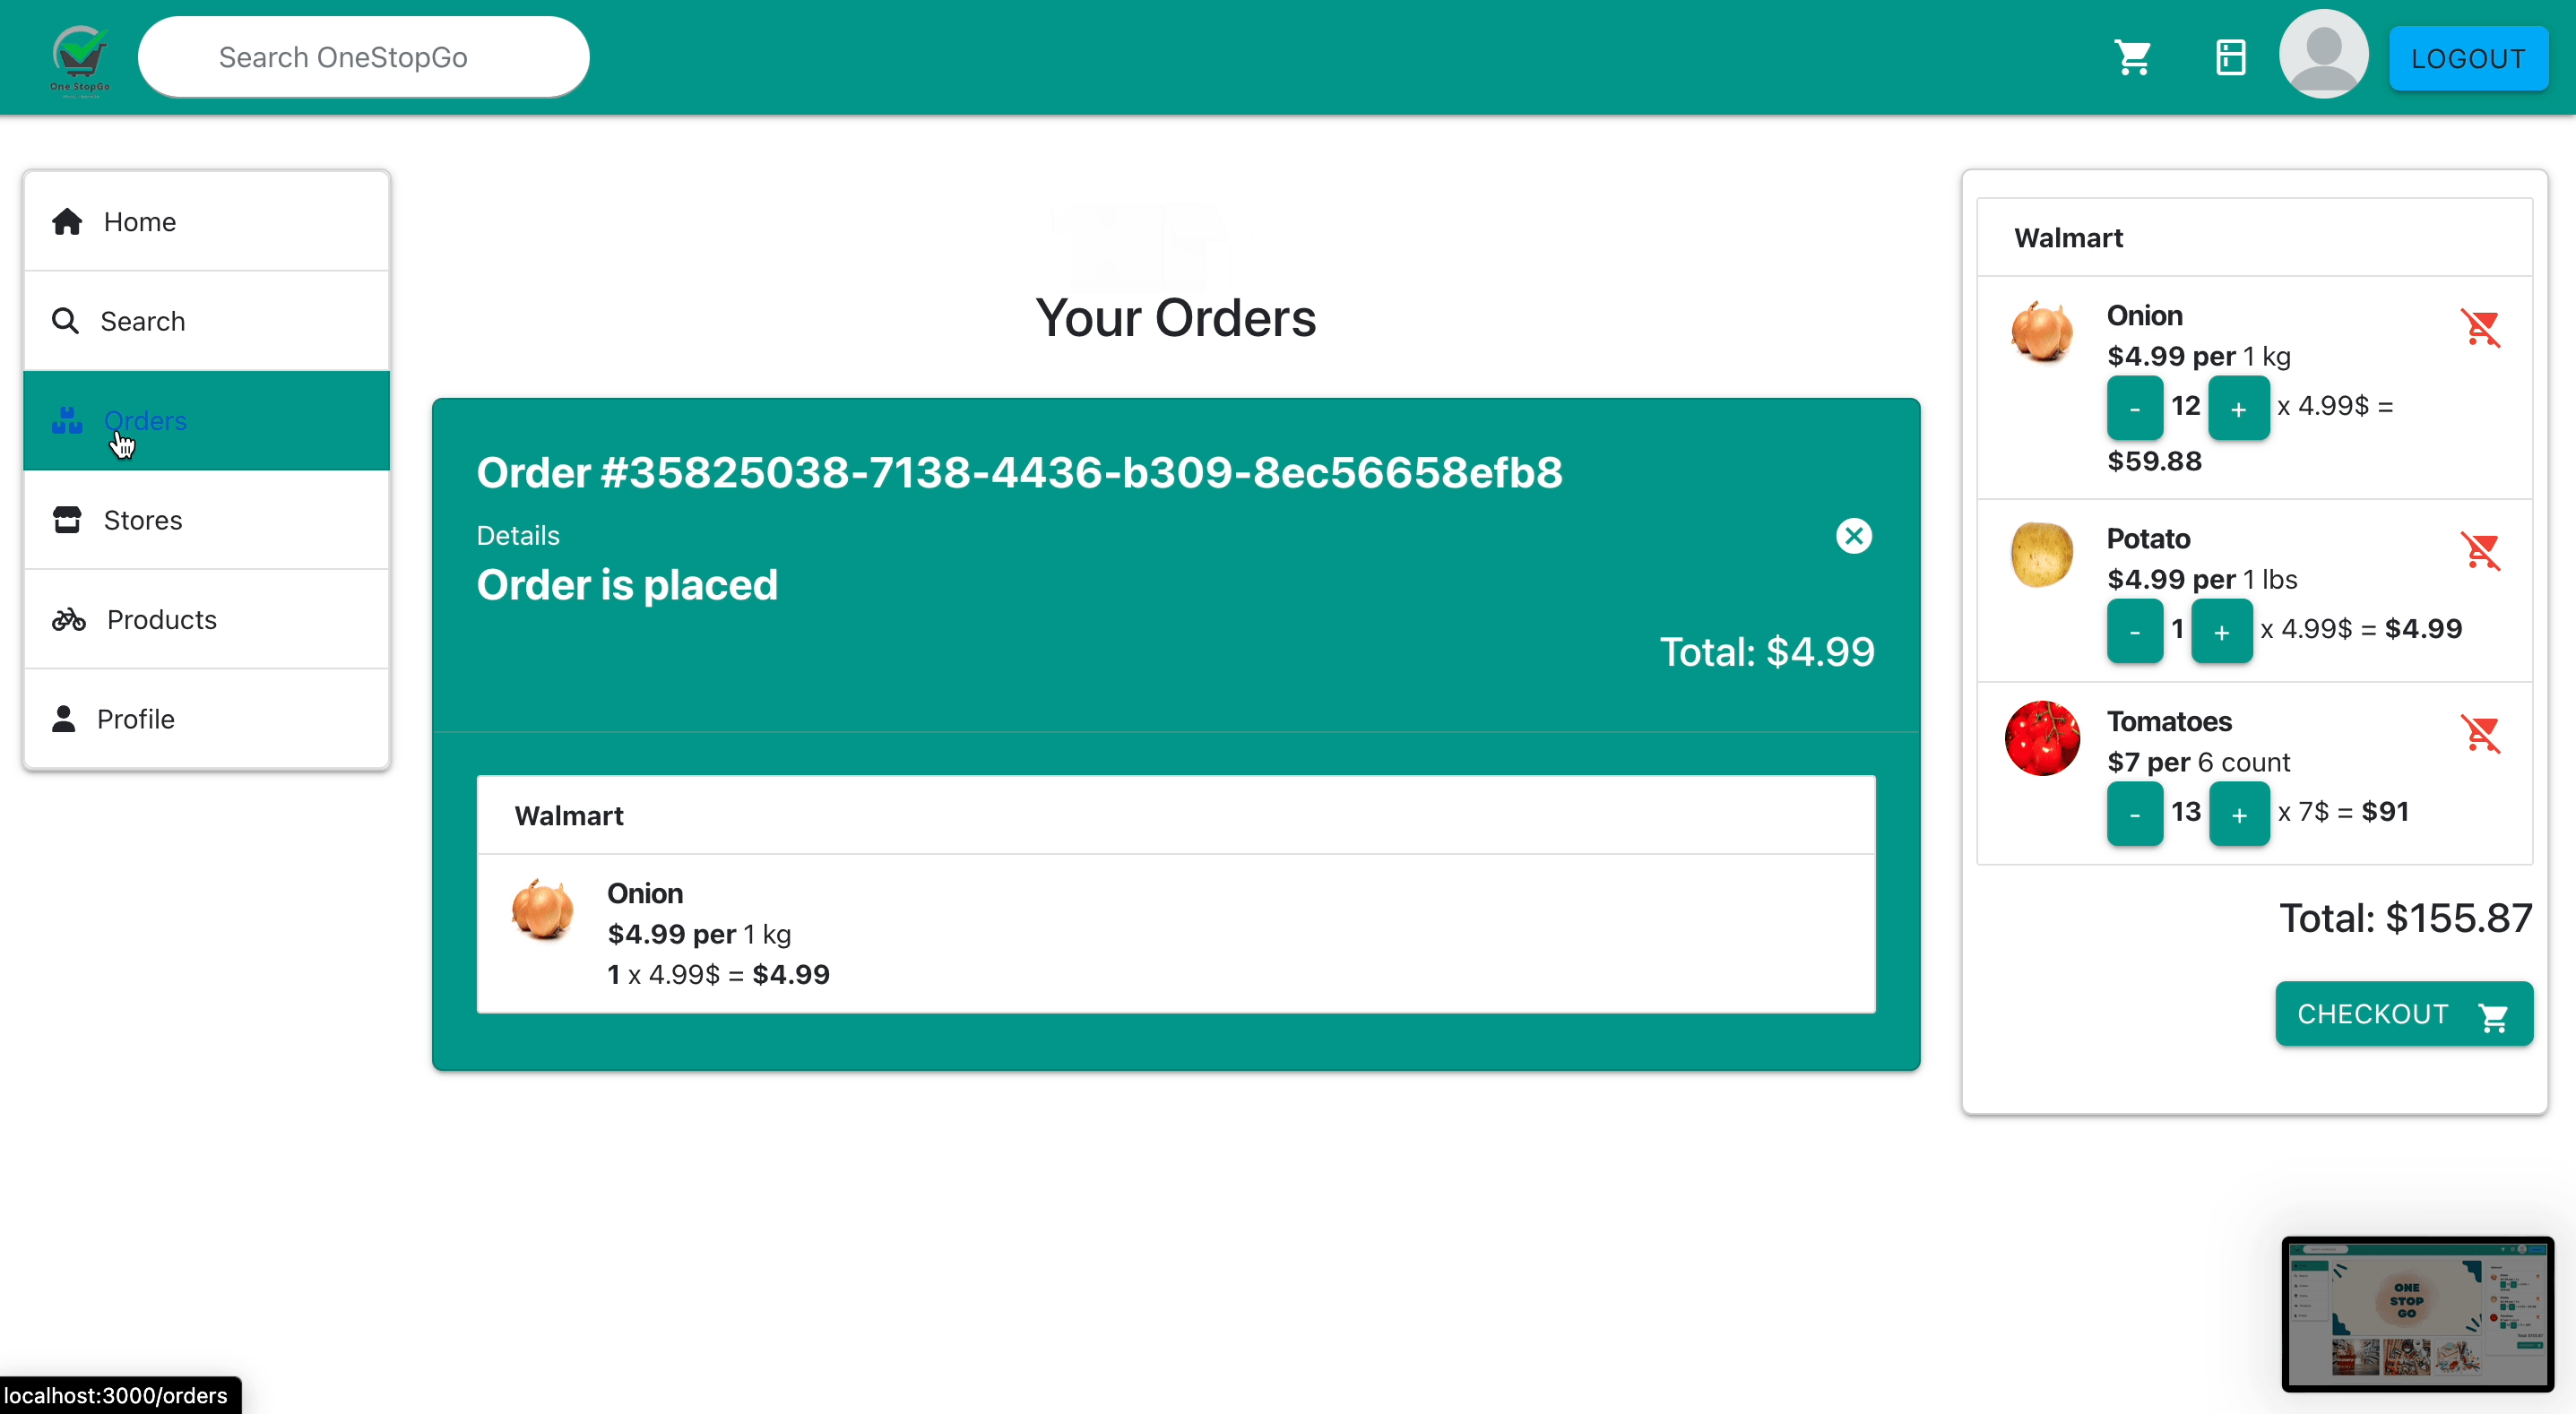 One StopGo
Search OneStopGo
LOGOUT
Home
Search
Orders
Stores
Products
Profile
Your Orders
Order #35825038-7138-4436-b309-8ec56658efb8
Details
Order is placed
Total: $4.99
Walmart
Onion
$4.99 per 1 kg
1 x 4.99$ = $4.99
Walmart
Onion
$4.99 per 1 kg
- 12 + x 4.99$ =
$59.88
Potato
$4.99 per 1 lbs
- 1 + x 4.99$ = $4.99
Tomatoes
$7 per 6 count
- 13 + x 7$ = $91
Total: $155.87
CHECKOUT
ONE
STOP
GO
localhost:3000/orders